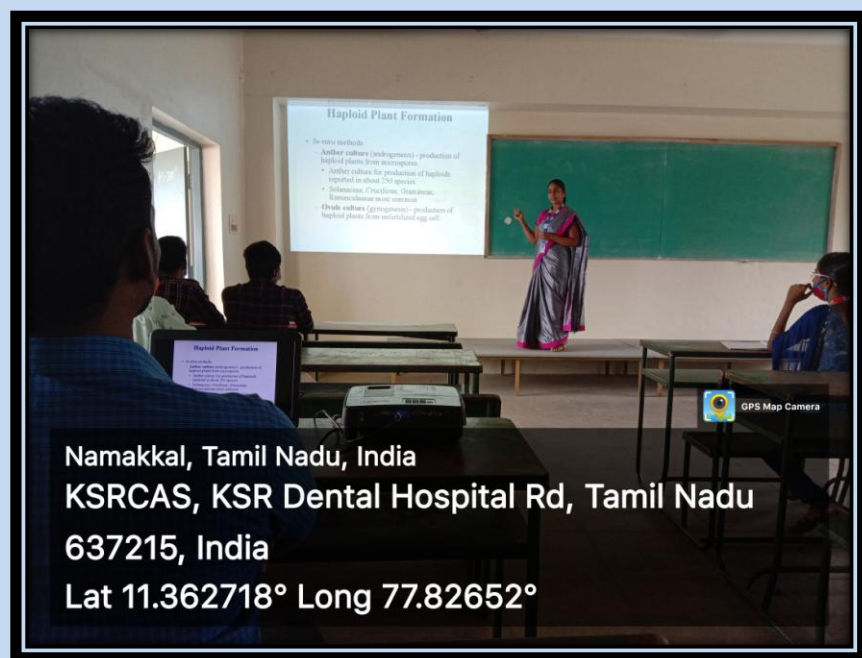 Haploid Plant Formation
• In vitro methods
– Anther culture (androgenesis) - production of
haploid plants from microspores
• Anther culture for production of haploids
reported in about 250 species
• Solanaceae, Cruciferae, Gramineae,
Ranunculaceae most common
– Ovule culture (gynogenesis) - production of
haploid plants from unfertilized egg cell
Haploid Plant Formation
GPS Map Camera
Namakkal, Tamil Nadu, India
KSRCAS, KSR Dental Hospital Rd, Tamil Nadu
637215, India
Lat 11.362718° Long 77.82652°